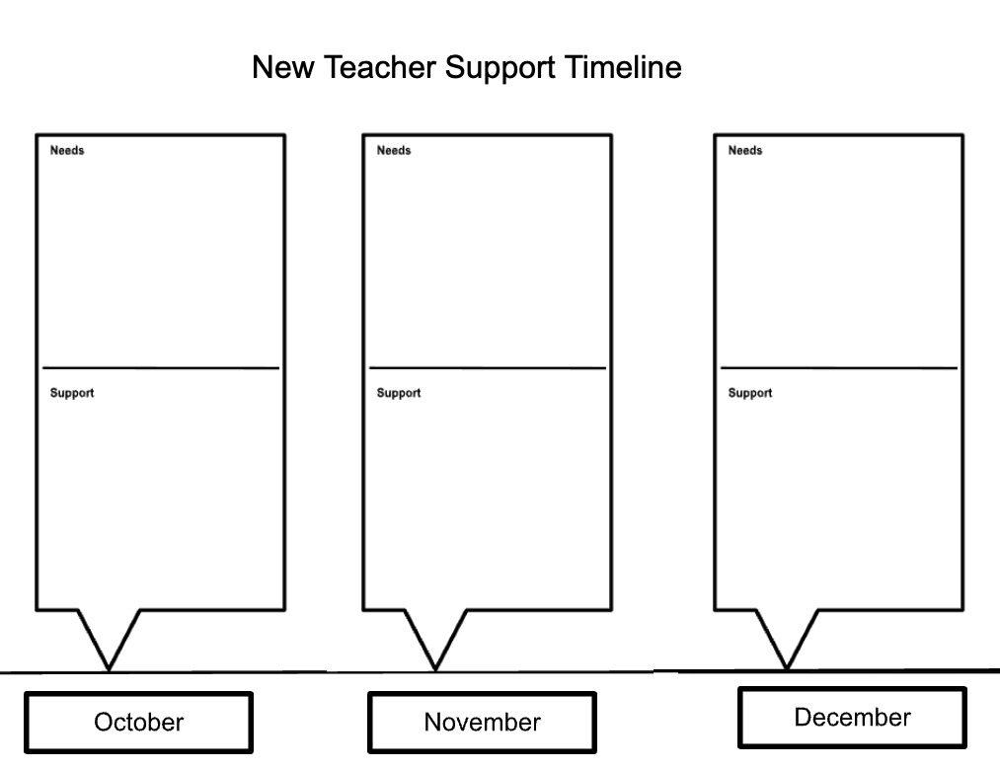 New Teacher Support Timeline
Needs
Support
Needs
Support
Needs
Support
October
November
December